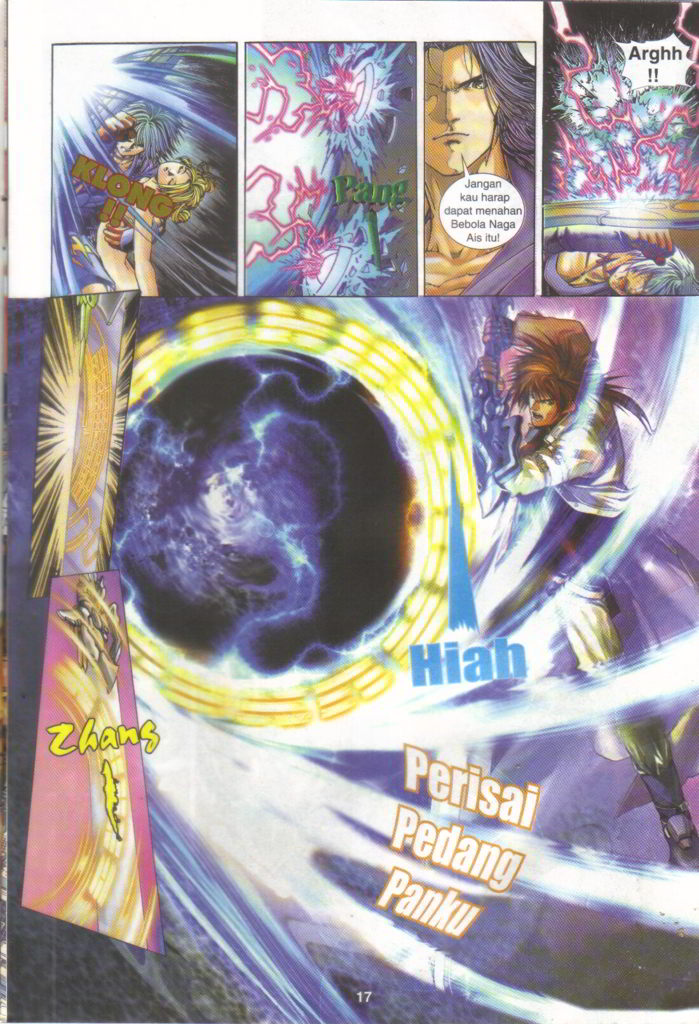 KLONG
!!
Pang
!
Jangan
kau harap
dapat menahan
Bebola Naga
Ais itu!
Arghh
!!
Hiah
Zhang
Perisai
Pedang
Panku
17